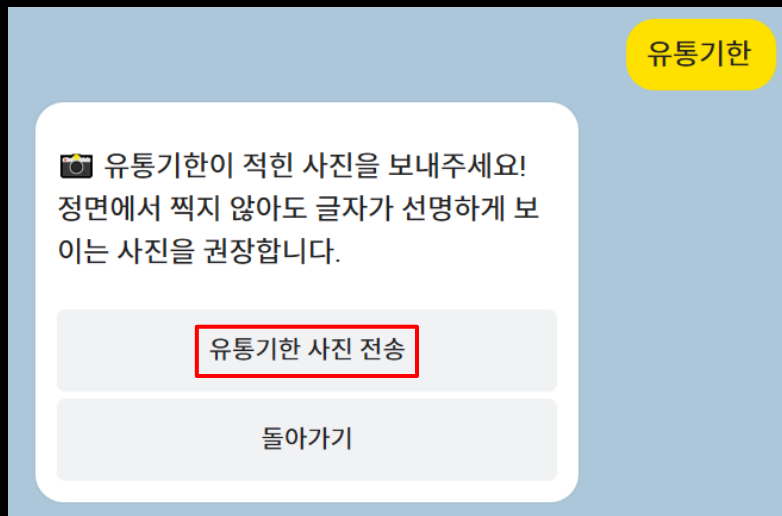 유통기한
📷 유통기한이 적힌 사진을 보내주세요!
정면에서 찍지 않아도 글자가 선명하게 보
이는 사진을 권장합니다.
유통기한 사진 전송
돌아가기